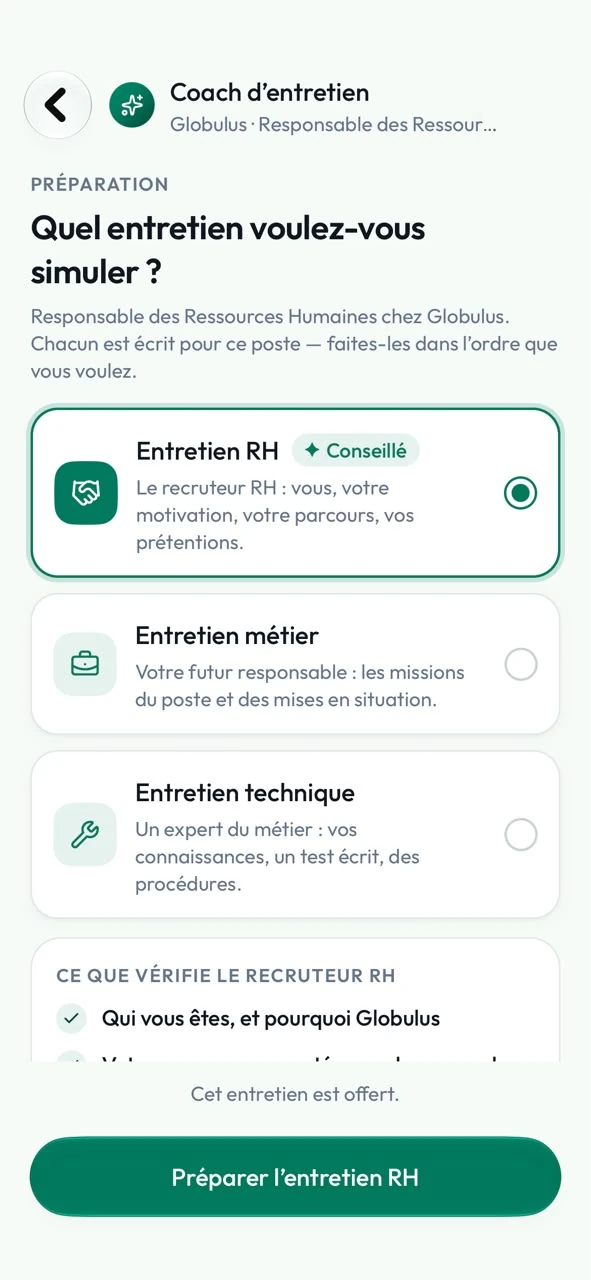 Coach d’entretien
Globulus · Responsable des Ressour...
PRÉPARATION
Quel entretien voulez-vous
simuler ?
Responsable des Ressources Humaines chez Globulus.
Chacun est écrit pour ce poste — faites-les dans l’ordre que
vous voulez.
Entretien RH
Conseillé
Le recruteur RH : vous, votre
motivation, votre parcours, vos
prétentions.
Entretien métier
Votre futur responsable : les missions
du poste et des mises en situation.
Entretien technique
Un expert du métier : vos
connaissances, un test écrit, des
procédures.
CE QUE VÉRIFIE LE RECRUTEUR RH
Qui vous êtes, et pourquoi Globulus
Cet entretien est offert.
Préparer l’entretien RH